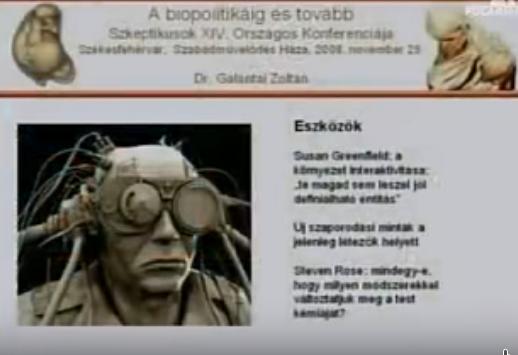 A biopolitikáig és tovább
Szkeptikusok XIV. Országos Konferenciája
Székesfehérvár, Szabadművelődés Háza, 2008. november 29
Dr. Galántai Zoltán
Eszközök
Susan Greenfield: a
környezet interaktivitása:
„te magad sem leszel jól
definiálható entitás"
Új szaporodási minták a
jelenleg létezők helyett
Steven Rose: mindegy-e,
hogy milyen módszerekkel
változtatjuk meg a test
kémiáját?